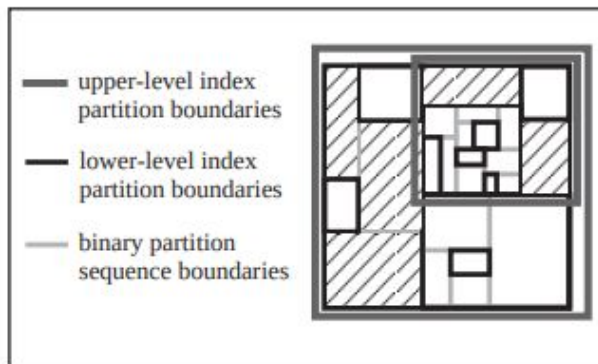 upper-level index
partition boundaries
lower-level index
partition boundaries
binary partition
sequence boundaries